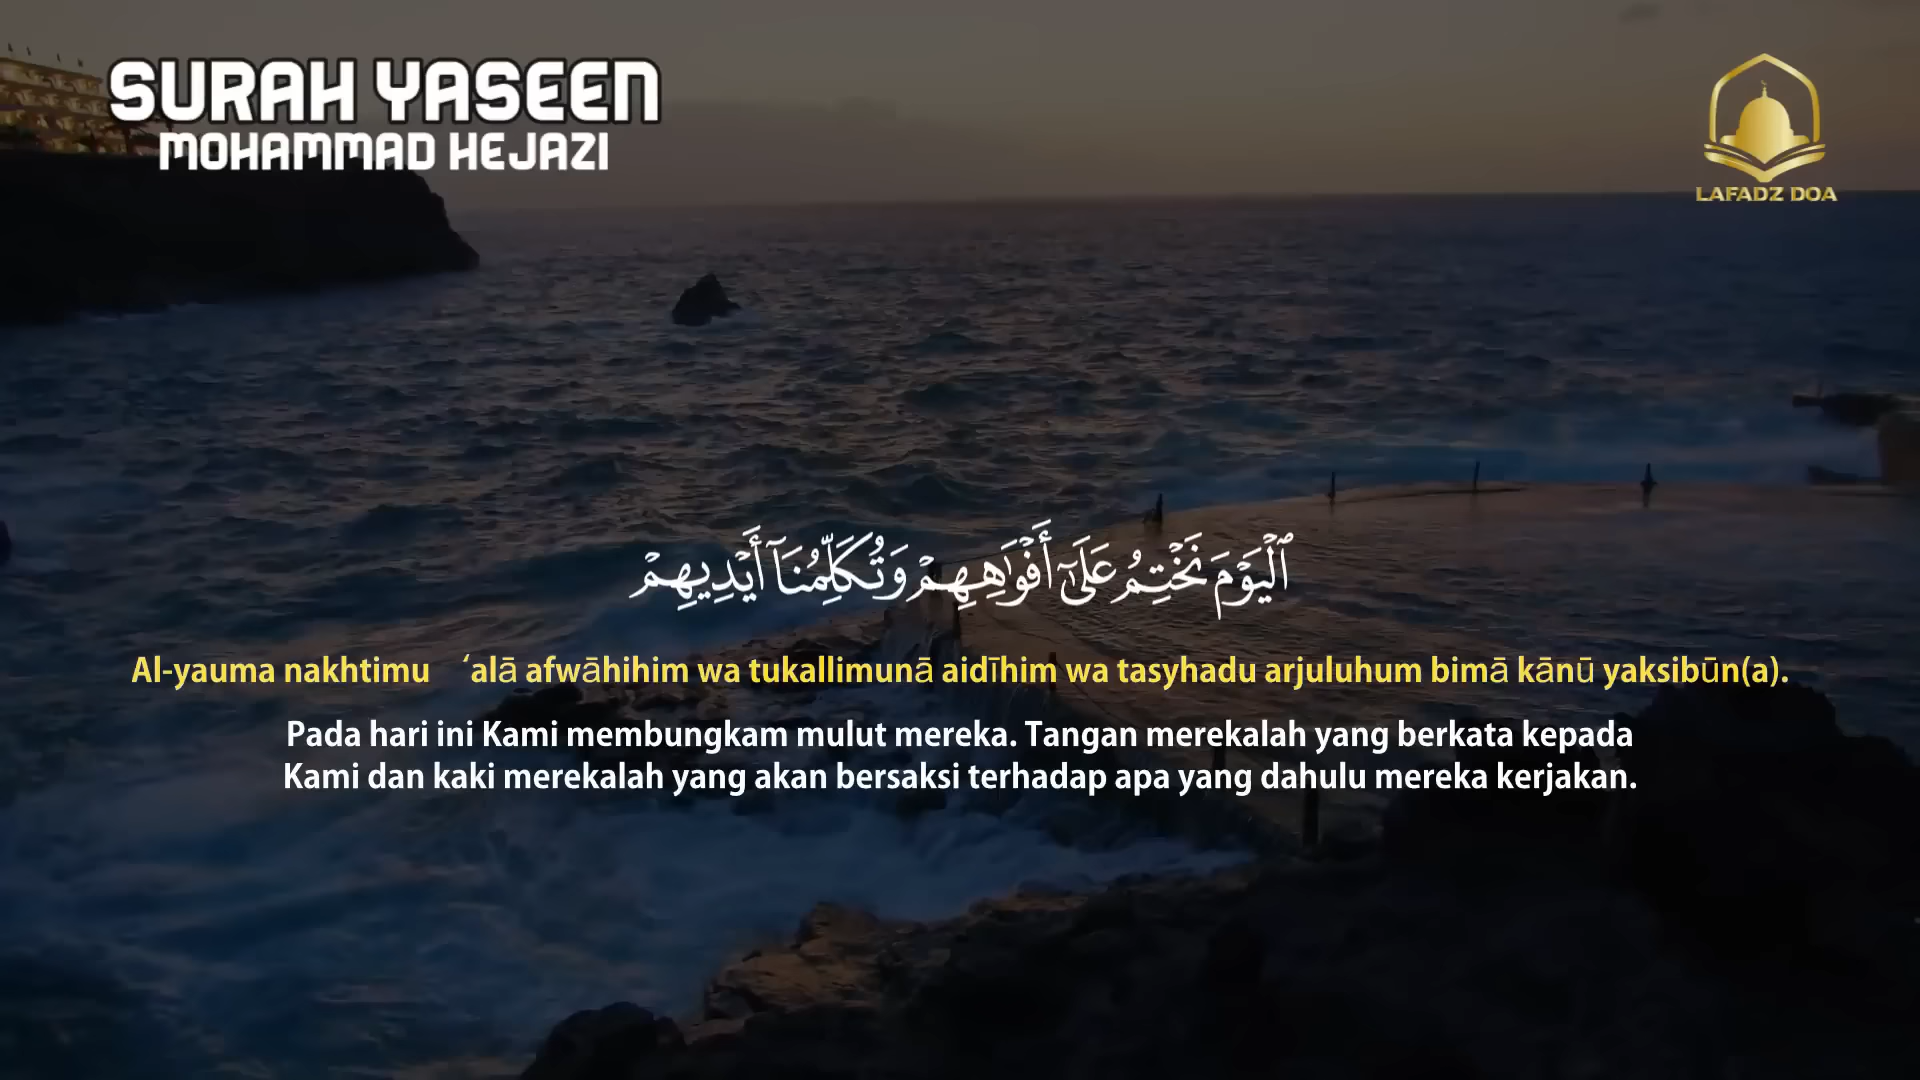 SURAH YASEEN
MOHAMMAD HEJAZI
LAFADZ DOA
ٱلْيَوْمَ نَخْتِمُ عَلَىٰٓ أَفْوَٰهِهِمْ وَتُكَلِّمُنَآ أَيْدِيهِمْ
Al-yauma nakhtimu ‘alā afwāhihim wa tukallimunā aidīhim wa tasyhadu arjuluhum bimā kānū yaksibūn(a).
Pada hari ini Kami membungkam mulut mereka. Tangan merekalah yang berkata kepada
Kami dan kaki merekalah yang akan bersaksi terhadap apa yang dahulu mereka kerjakan.